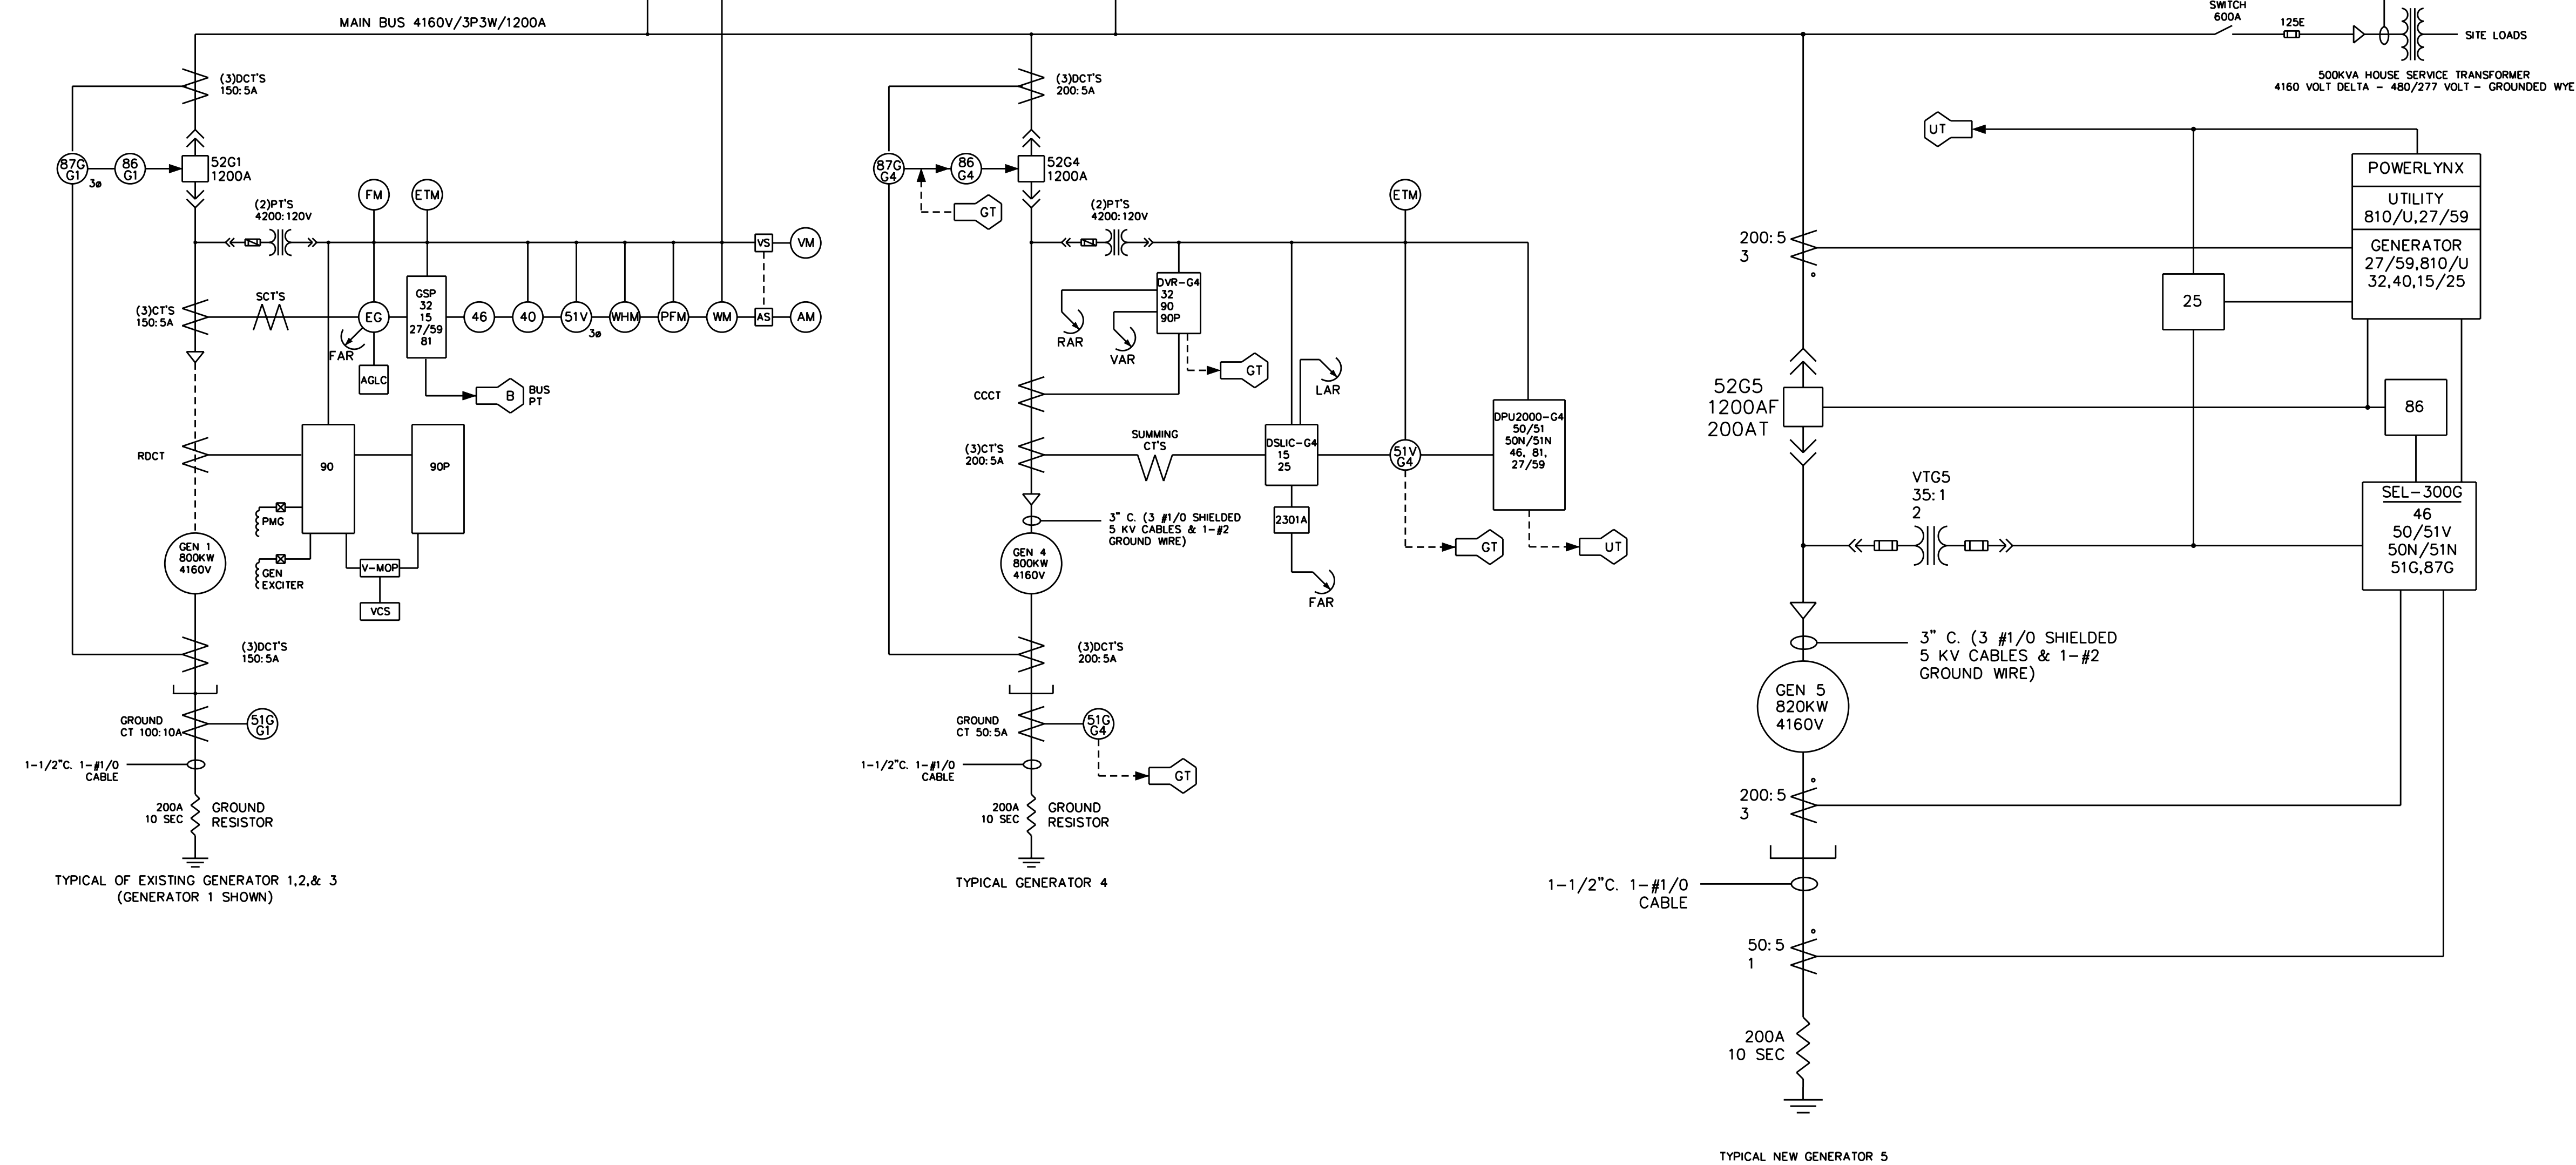 MAIN BUS 4160V/3P3W/1200A
(3)DCT'S
150:5A
87G
G1
3ø
86
G1
52G1
1200A
(2)PT'S
4200:120V
FM
ETM
VS
VM
(3)CT'S
150:5A
SCT'S
EG
FAR
AGLC
GSP
32
15
27/59
81
46
40
51V
3ø
WHM
PFM
WM
AS
AM
B
BUS
PT
RDCT
90
90P
PMG
GEN
EXCITER
V-MOP
VCS
GEN 1
800KW
4160V
(3)DCT'S
150:5A
GROUND
CT 100:10A
51G
G1
1-1/2"C. 1-#1/0
CABLE
200A
10 SEC
GROUND
RESISTOR
TYPICAL OF EXISTING GENERATOR 1,2,& 3
(GENERATOR 1 SHOWN)
(3)DCT'S
200:5A
87G
G4
86
G4
52G4
1200A
GT
(2)PT'S
4200:120V
ETM
DVR-G4
32
90
90P
RAR
VAR
GT
CCCT
LAR
(3)CT'S
200:5A
SUMMING
CT'S
DSLIC-G4
15
25
51V
G4
DPU2000-G4
50/51
50N/51N
46, 81,
27/59
2301A
FAR
GT
UT
3" C. (3 #1/0 SHIELDED
5 KV CABLES & 1-#2
GROUND WIRE)
GEN 4
800KW
4160V
(3)DCT'S
200:5A
GROUND
CT 50:5A
51G
G4
GT
1-1/2"C. 1-#1/0
CABLE
200A
10 SEC
GROUND
RESISTOR
TYPICAL GENERATOR 4
SWITCH
600A
125E
SITE LOADS
500KVA HOUSE SERVICE TRANSFORMER
4160 VOLT DELTA - 480/277 VOLT - GROUNDED WYE
UT
POWERLYNX
UTILITY
81O/U,27/59
GENERATOR
27/59,81O/U
32,40,15/25
200:5
3
25
52G5
1200AF
200AT
86
VTG5
35:1
2
SEL-300G
46
50/51V
50N/51N
51G,87G
3" C. (3 #1/0 SHIELDED
5 KV CABLES & 1-#2
GROUND WIRE)
GEN 5
820KW
4160V
200:5
3
1-1/2"C. 1-#1/0
CABLE
50:5
1
200A
10 SEC
TYPICAL NEW GENERATOR 5